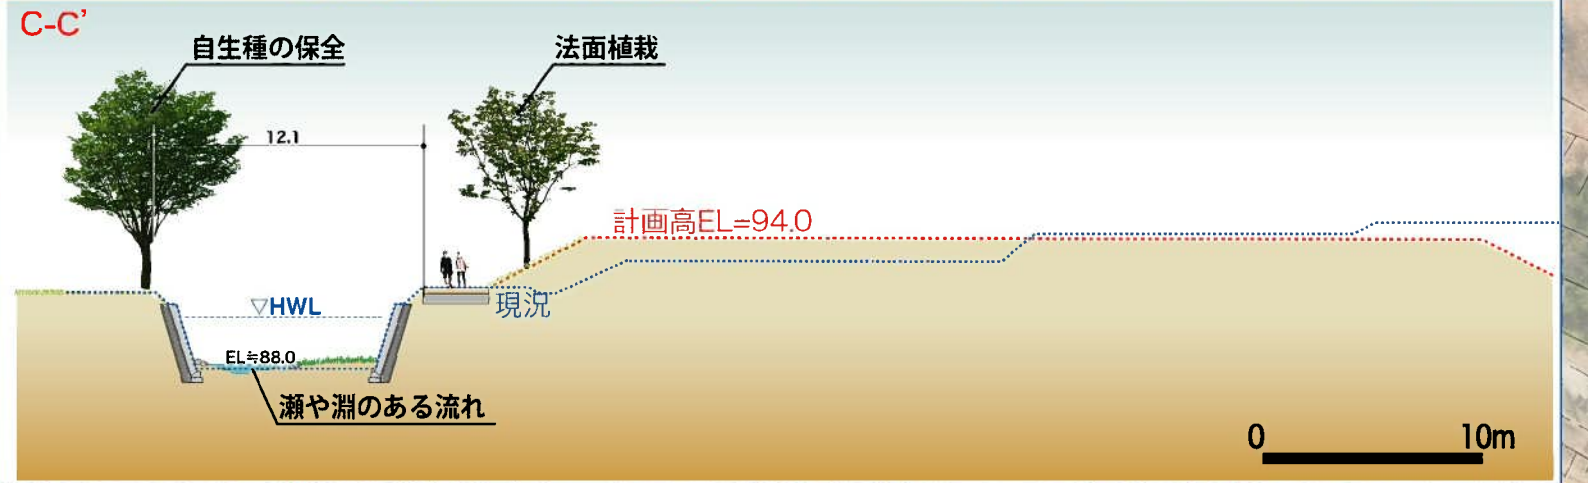 C-C’
自生種の保全
法面植栽
12.1
計画高EL=94.0
現況
▽HWL
EL≒88.0
瀬や淵のある流れ
0 10m